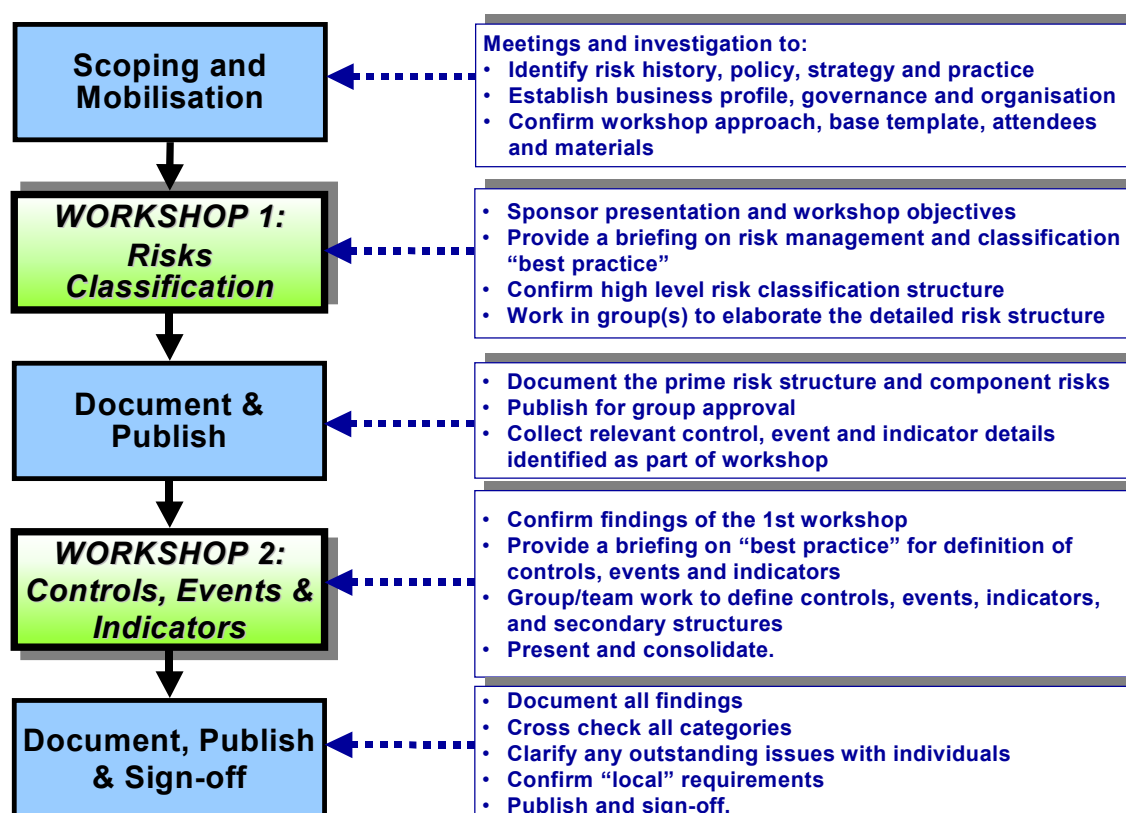 Scoping and
Mobilisation
Meetings and investigation to:
• Identify risk history, policy, strategy and practice
• Establish business profile, governance and organisation
• Confirm workshop approach, base template, attendees
and materials
WORKSHOP 1:
Risks
Classification
• Sponsor presentation and workshop objectives
• Provide a briefing on risk management and classification
“best practice”
• Confirm high level risk classification structure
• Work in group(s) to elaborate the detailed risk structure
Document &
Publish
• Document the prime risk structure and component risks
• Publish for group approval
• Collect relevant control, event and indicator details
identified as part of workshop
WORKSHOP 2:
Controls, Events &
Indicators
• Confirm findings of the 1st workshop
• Provide a briefing on “best practice” for definition of
controls, events and indicators
• Group/team work to define controls, events, indicators,
and secondary structures
• Present and consolidate.
Document, Publish
& Sign-off
• Document all findings
• Cross check all categories
• Clarify any outstanding issues with individuals
• Confirm “local” requirements
• Publish and sign-off.